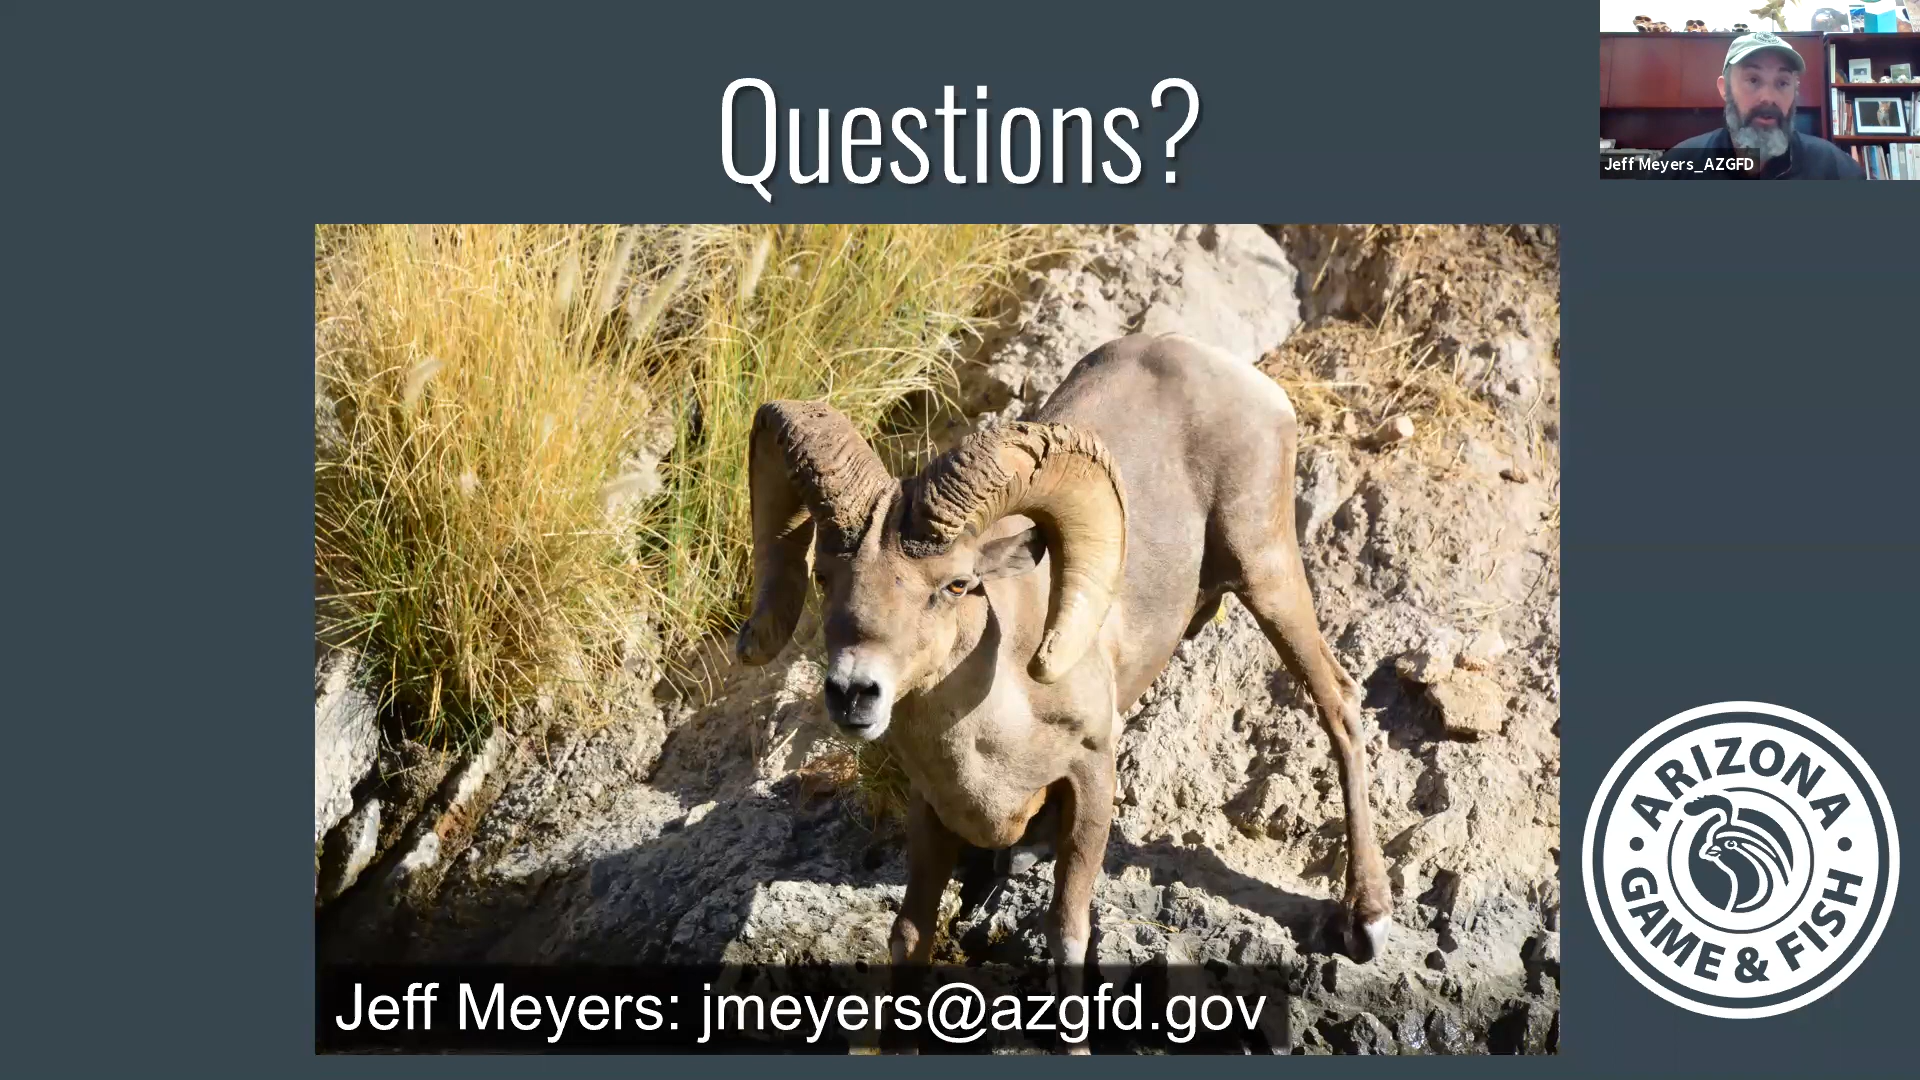 Questions?
Jeff Meyers_AZGFD
ARIZONA
GAME & FISH
Jeff Meyers: jmeyers@azgfd.gov